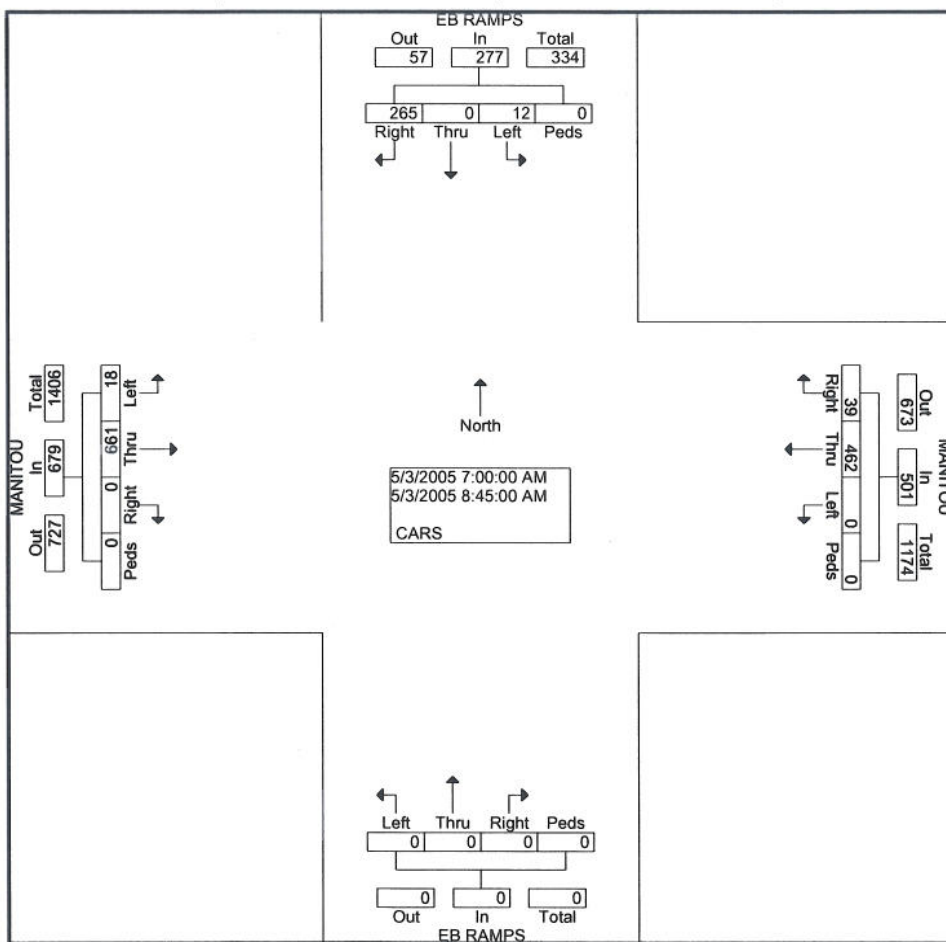 EB RAMPS
Out In Total
57 277 334
265 0 12 0
Right Thru Left Peds
MANITOU
Total In Out
1406 679 727
18 661 0 0
Left Thru Right Peds
North
5/3/2005 7:00:00 AM
5/3/2005 8:45:00 AM
CARS
Right Thru Left Peds
39 462 0 0
Out In Total
673 501 1174
MANITOU
Left Thru Right Peds
0 0 0 0
0 0 0
Out In Total
EB RAMPS